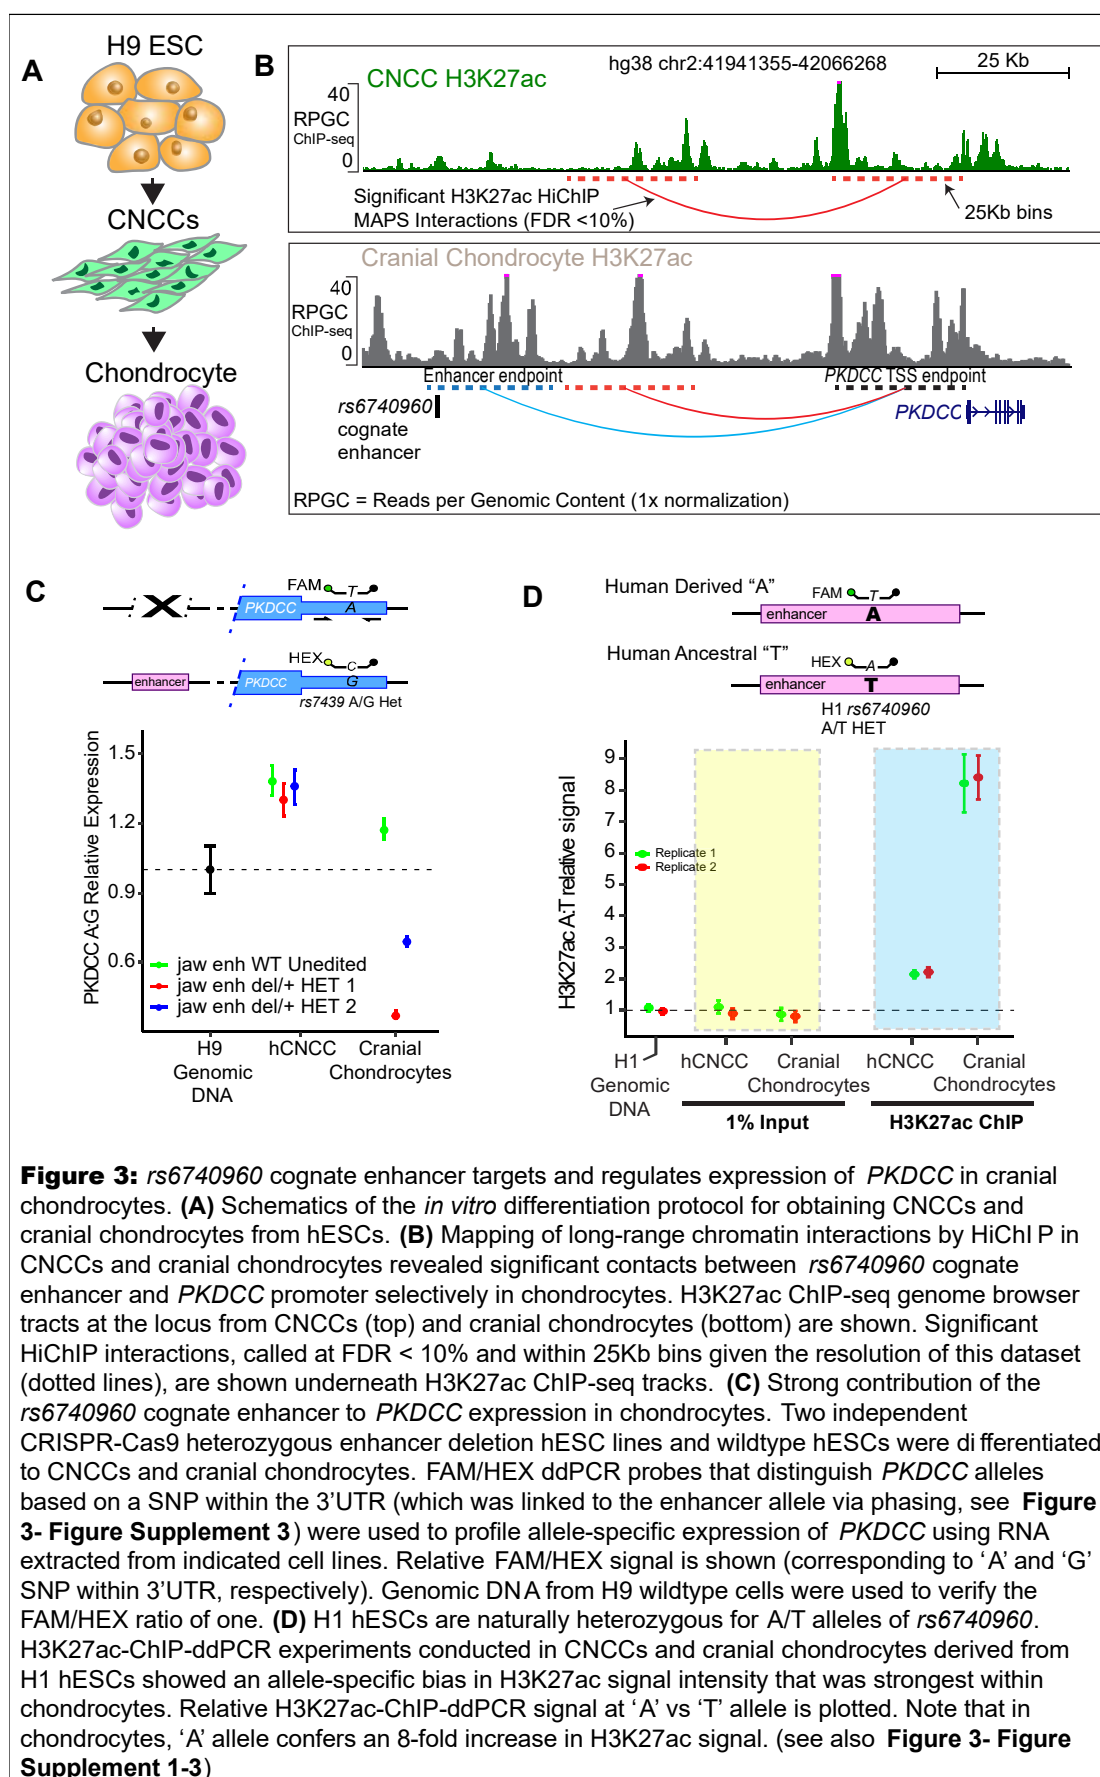 A
H9 ESC
CNCCs
Chondrocyte
B
CNCC H3K27ac
hg38 chr2:41941355-42066268
25 Kb
40
RPGC
ChIP-seq
0
Significant H3K27ac HiChIP
MAPS Interactions (FDR <10%)
25Kb bins
Cranial Chondrocyte H3K27ac
40
RPGC
ChIP-seq
0
Enhancer endpoint
PKDCC TSS endpoint
rs6740960
cognate
enhancer
PKDCC
RPGC = Reads per Genomic Content (1x normalization)
C
FAM
T
PKDCC
A
HEX
C
enhancer
PKDCC
G
rs7439 A/G Het
PKDCC A:G Relative Expression
1.5
1.2
0.9
0.6
jaw enh WT Unedited
jaw enh del/+ HET 1
jaw enh del/+ HET 2
H9
Genomic
DNA
hCNCC
Cranial
Chondrocytes
D
Human Derived “A”
FAM
T
enhancer
A
Human Ancestral “T”
HEX
A
enhancer
T
H1 rs6740960
A/T HET
H3K27ac A:T relative signal
9
8
7
6
5
4
3
2
1
Replicate 1
Replicate 2
H1
Genomic
DNA
hCNCC
Cranial
Chondrocytes
hCNCC
Cranial
Chondrocytes
1% Input
H3K27ac ChIP
Figure 3: rs6740960 cognate enhancer targets and regulates expression of PKDCC in cranial
chondrocytes. (A) Schematics of the in vitro differentiation protocol for obtaining CNCCs and
cranial chondrocytes from hESCs. (B) Mapping of long-range chromatin interactions by HiChI P in
CNCCs and cranial chondrocytes revealed significant contacts between rs6740960 cognate
enhancer and PKDCC promoter selectively in chondrocytes. H3K27ac ChIP-seq genome browser
tracts at the locus from CNCCs (top) and cranial chondrocytes (bottom) are shown. Significant
HiChIP interactions, called at FDR < 10% and within 25Kb bins given the resolution of this dataset
(dotted lines), are shown underneath H3K27ac ChIP-seq tracks. (C) Strong contribution of the
rs6740960 cognate enhancer to PKDCC expression in chondrocytes. Two independent
CRISPR-Cas9 heterozygous enhancer deletion hESC lines and wildtype hESCs were differentiated
to CNCCs and cranial chondrocytes. FAM/HEX ddPCR probes that distinguish PKDCC alleles
based on a SNP within the 3’UTR (which was linked to the enhancer allele via phasing, see Figure
3- Figure Supplement 3) were used to profile allele-specific expression of PKDCC using RNA
extracted from indicated cell lines. Relative FAM/HEX signal is shown (corresponding to ‘A’ and ‘G’
SNP within 3’UTR, respectively). Genomic DNA from H9 wildtype cells were used to verify the
FAM/HEX ratio of one. (D) H1 hESCs are naturally heterozygous for A/T alleles of rs6740960.
H3K27ac-ChIP-ddPCR experiments conducted in CNCCs and cranial chondrocytes derived from
H1 hESCs showed an allele-specific bias in H3K27ac signal intensity that was strongest within
chondrocytes. Relative H3K27ac-ChIP-ddPCR signal at ‘A’ vs ‘T’ allele is plotted. Note that in
chondrocytes, ‘A’ allele confers an 8-fold increase in H3K27ac signal. (see also Figure 3- Figure
Supplement 1-3)